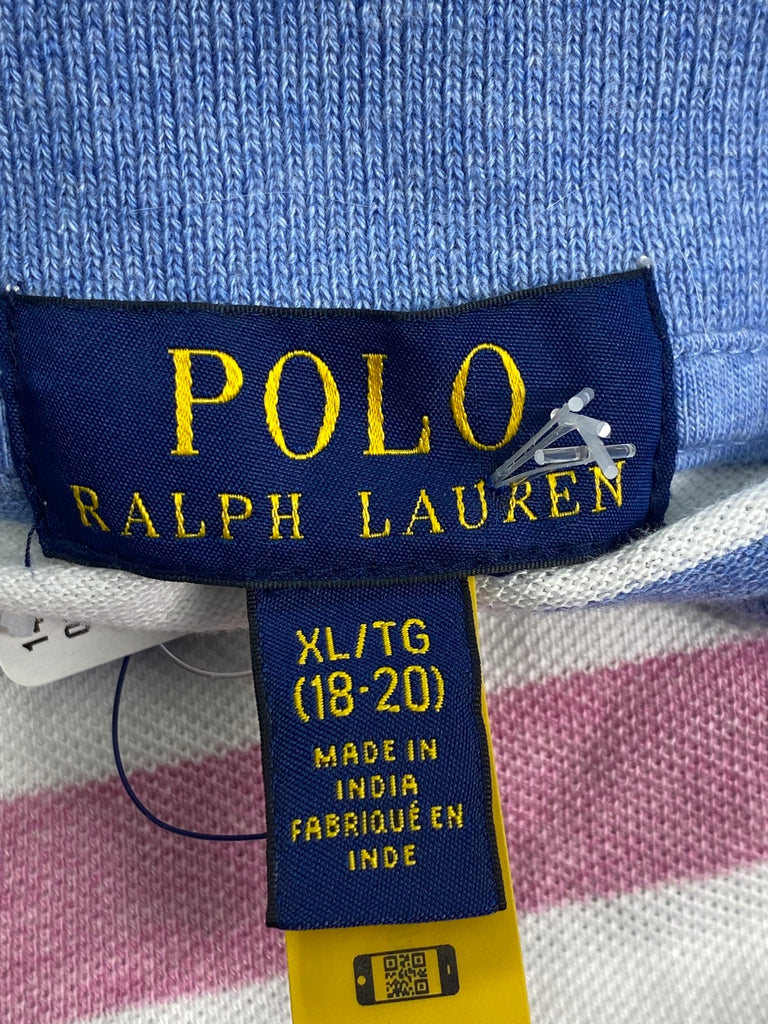 POLO
RALPH LAUREN
XL/TG
(18-20)
MADE IN
INDIA
FABRIQUÉ EN
INDE